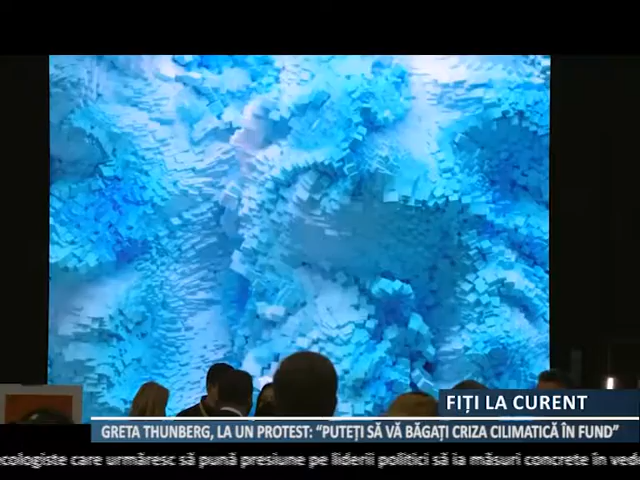 FIȚI LA CURENT
GRETA THUNBERG, LA UN PROTEST: “PUTEȚI SĂ VĂ BĂGAȚI CRIZA CILIMATICĂ ÎN FUND”
ecologiste care urmăresc să pună presiune pe liderii politici să ia măsuri concrete în vede